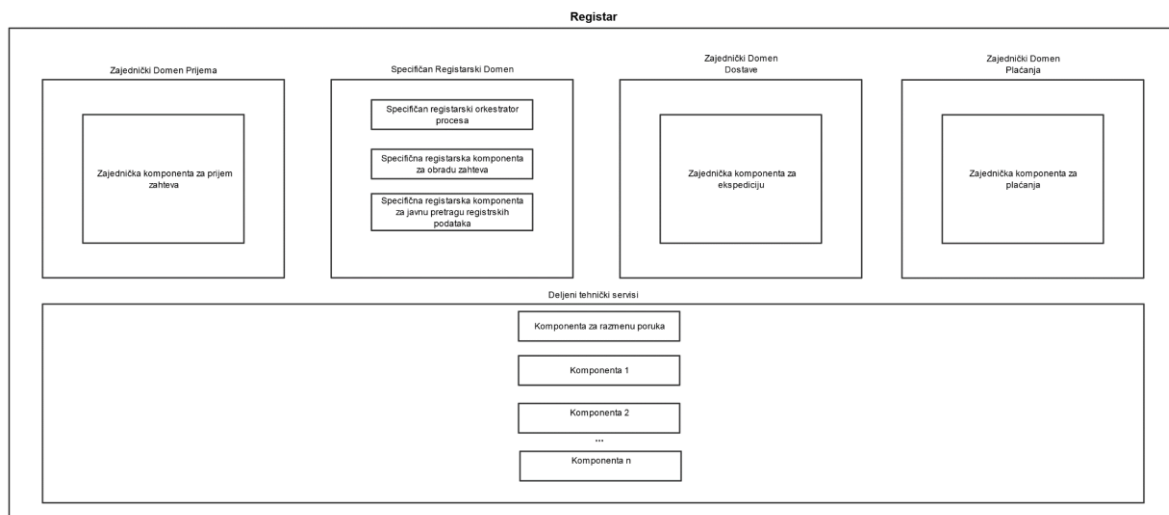 Registar
Zajednički Domen Prijema
Zajednička komponenta za prijem
zahteva
Specifičan Registarski Domen
Specifičan registarski orkestrator
procesa
Specifična registarska komponenta
za obradu zahteva
Specifična registarska komponenta
za javnu pretragu registrskih
podataka
Zajednički Domen
Dostave
Zajednička komponenta za
ekspediciju
Zajednički Domen
Plaćanja
Zajednička komponenta za
plaćanja
Deljeni tehnički servisi
Komponenta za razmenu poruka
Komponenta 1
Komponenta 2
...
Komponenta n